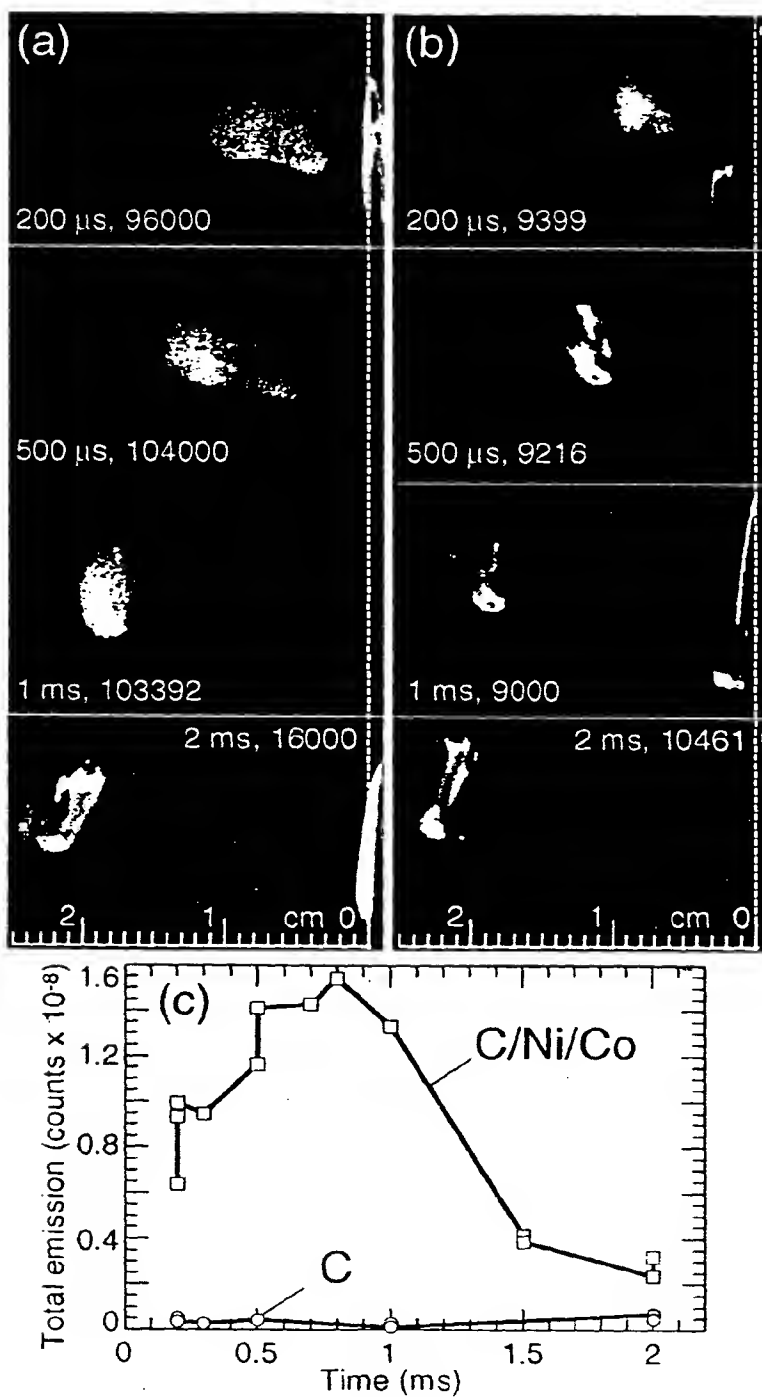 (a)
200 µs, 96000
500 µs, 104000
1 ms, 103392
2 ms, 16000
2 1 cm 0
(b)
200 µs, 9399
500 µs, 9216
1 ms, 9000
2 ms, 10461
2 1 cm 0
(c)
Total emission (counts x 10-8)
1.6
1.2
0.8
0.4
0
C/Ni/Co
C
0 0.5 1 1.5 2
Time (ms)